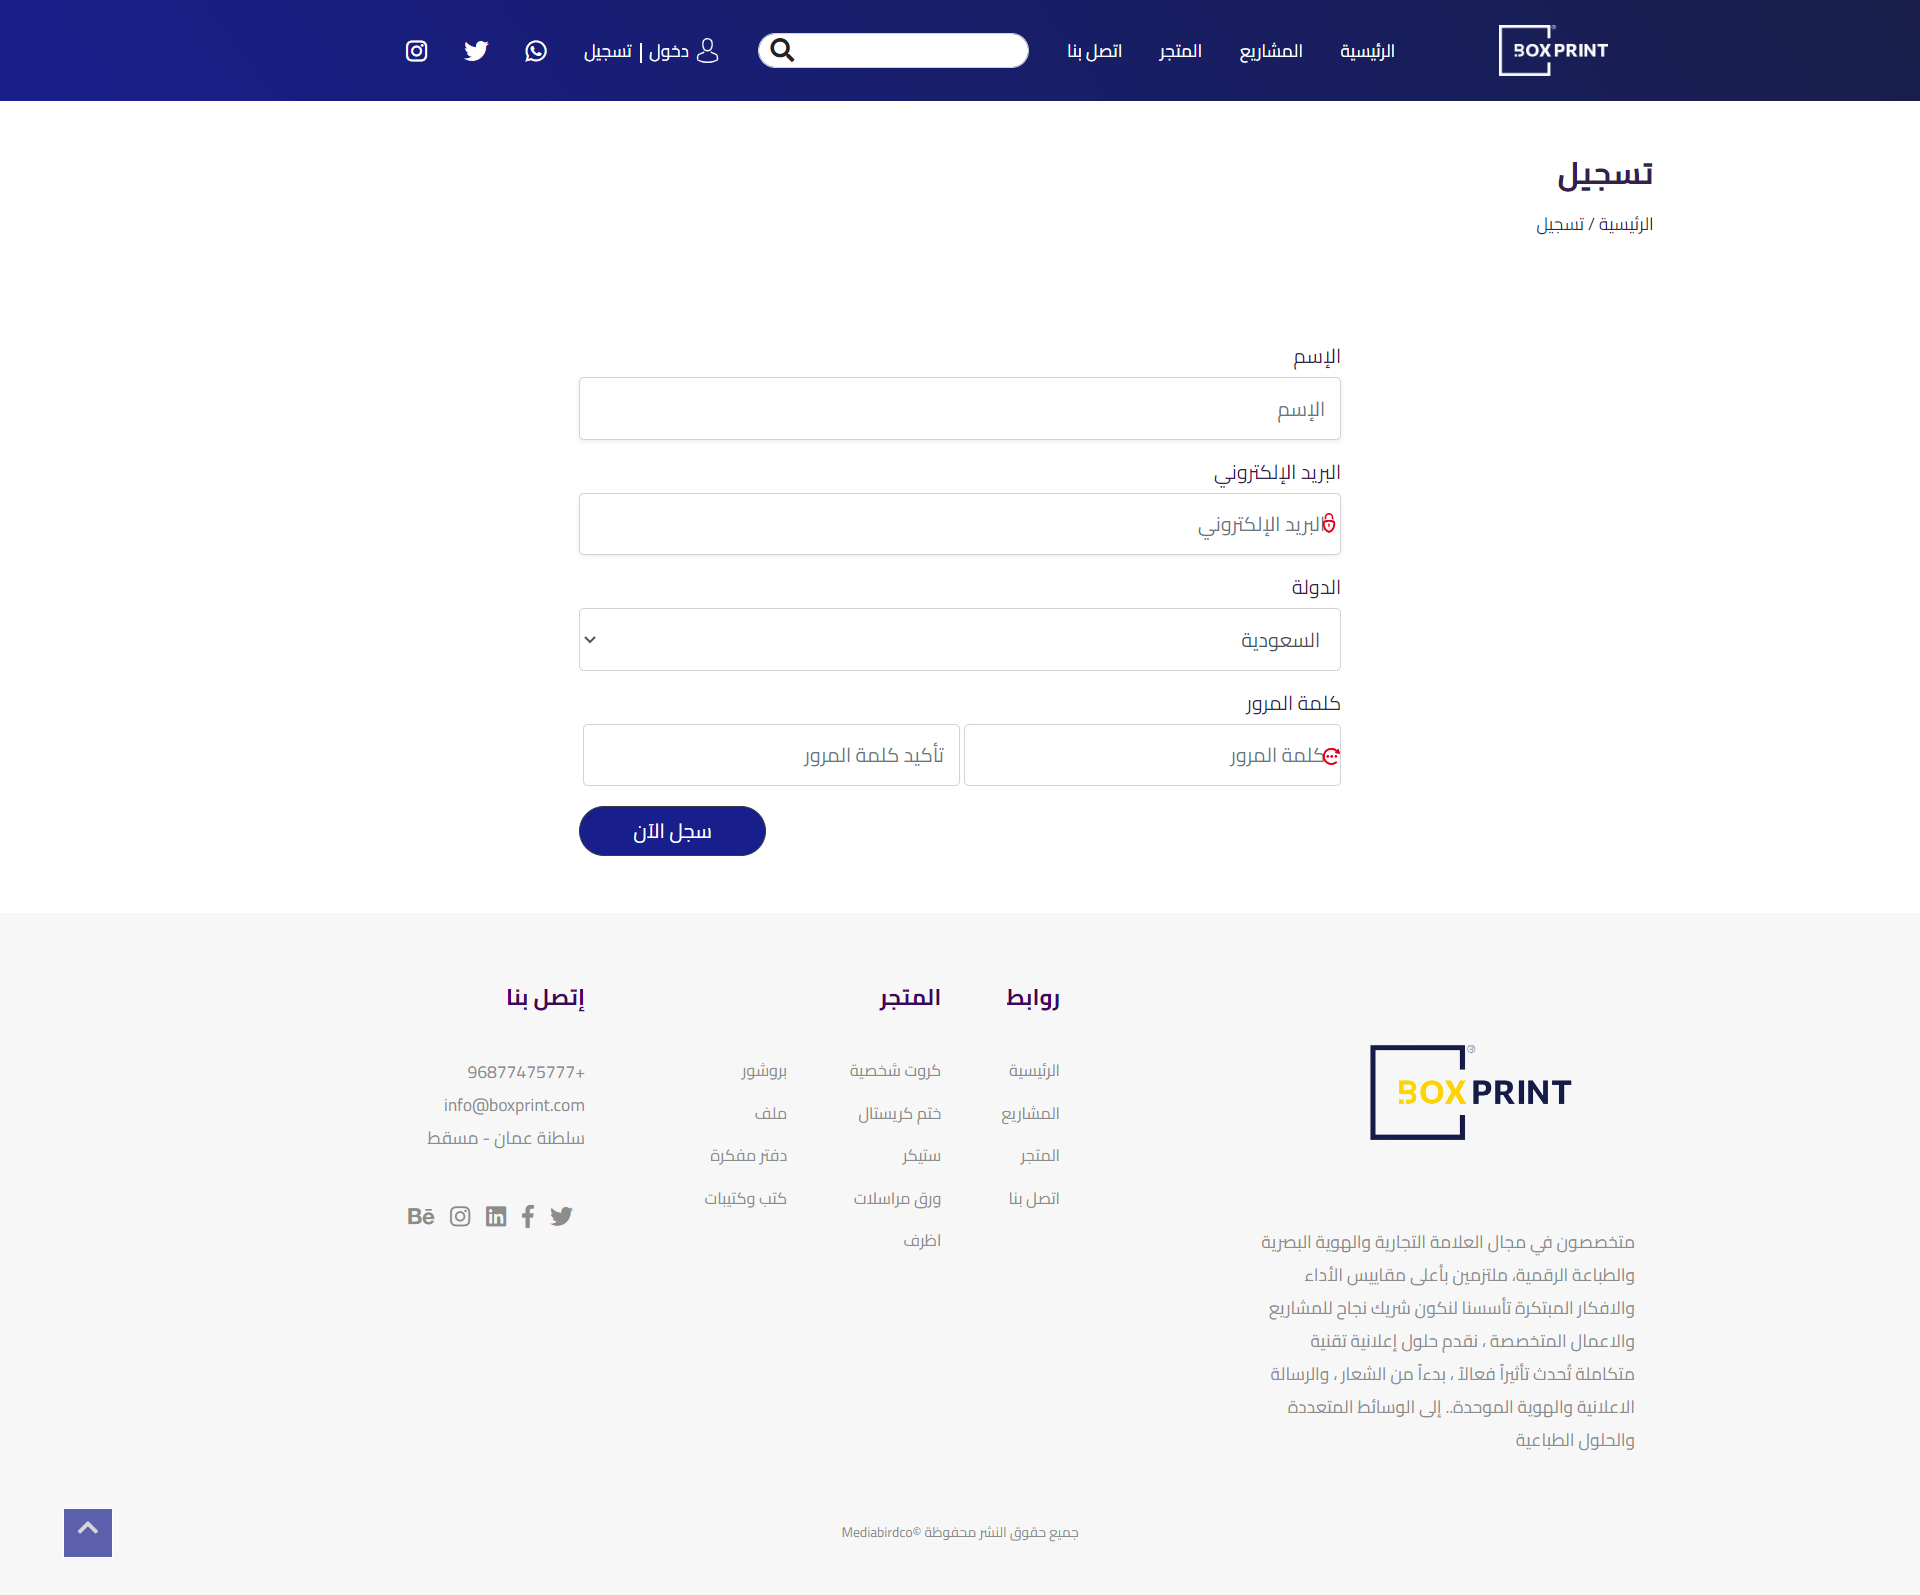 BOX PRINT
الرئيسية
المشاريع
المتجر
اتصل بنا
دخول | تسجيل
تسجيل
الرئيسية / تسجيل
الإسم
الإسم
البريد الإلكتروني
البريد الإلكتروني
الدولة
السعودية
كلمة المرور
كلمة المرور
تأكيد كلمة المرور
سجل الآن
BOX PRINT
متخصصون في مجال العلامة التجارية والهوية البصرية
والطباعة الرقمية، ملتزمين بأعلى مقاييس الأداء
والافكار المبتكرة تأسسنا لنكون شريك نجاح للمشاريع
والاعمال المتخصصة ، نقدم حلول إعلانية تقنية
متكاملة تُحدث تأثيراً فعالاً ، بدءاً من الشعار ، والرسالة
الاعلانية والهوية الموحدة.. إلى الوسائط المتعددة
والحلول الطباعية
روابط
الرئيسية
المشاريع
المتجر
اتصل بنا
المتجر
كروت شخصية
ختم كريستال
ستيكر
ورق مراسلات
اظرف
بروشور
ملف
دفتر مفكرة
كتب وكتيبات
إتصل بنا
96877475777+
info@boxprint.com
سلطنة عمان - مسقط
جميع حقوق النشر محفوظة ©Mediabirdco